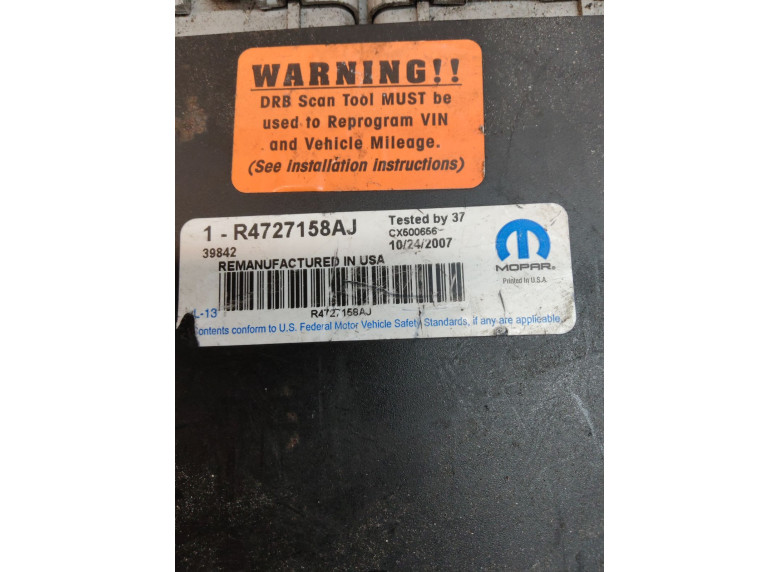 WARNING!!
DRB Scan Tool MUST be
used to Reprogram VIN
and Vehicle Mileage.
(See installation instructions)
1 - R4727158AJ
Tested by 37
39842
CX600656
10/24/2007
REMANUFACTURED IN USA
MOPAR®
Printed In U.S.A.
L-13
R4727158AJ
Contents conform to U.S. Federal Motor Vehicle Safety Standards, if any are applicable.